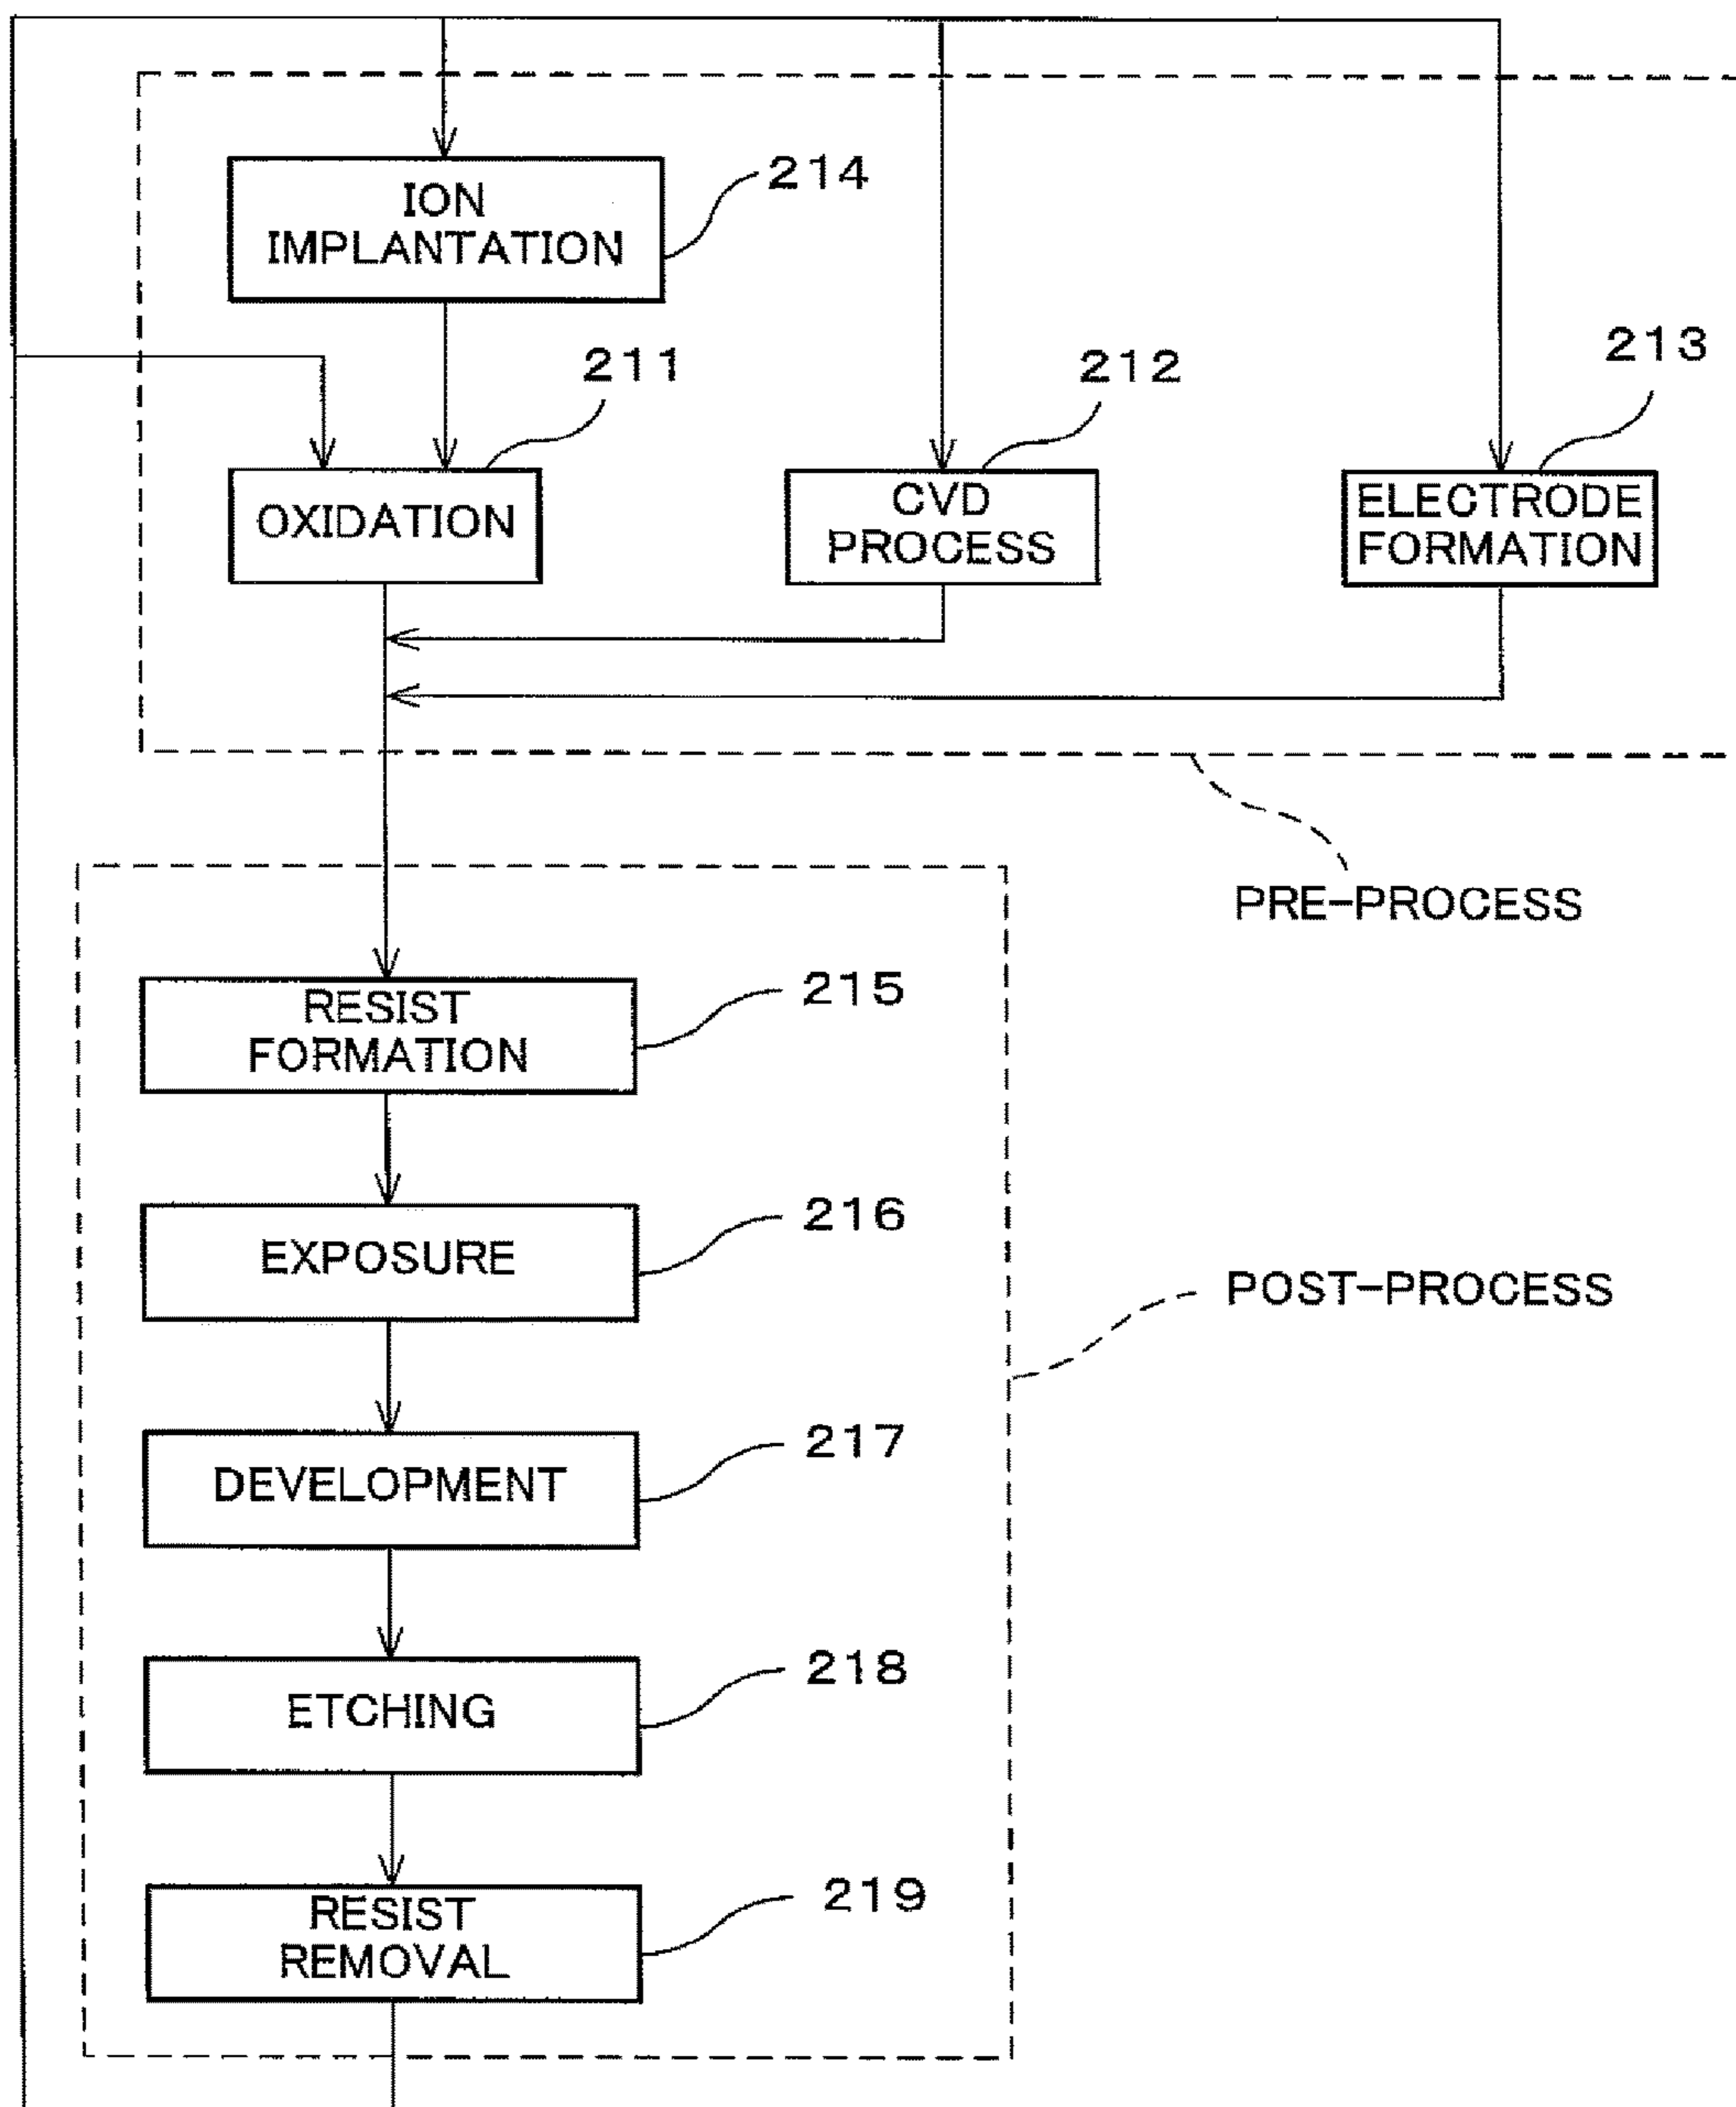 214
ION
IMPLANTATION
211
212
213
OXIDATION
CVD
PROCESS
ELECTRODE
FORMATION
PRE-PROCESS
215
RESIST
FORMATION
216
EXPOSURE
POST-PROCESS
217
DEVELOPMENT
218
ETCHING
219
RESIST
REMOVAL